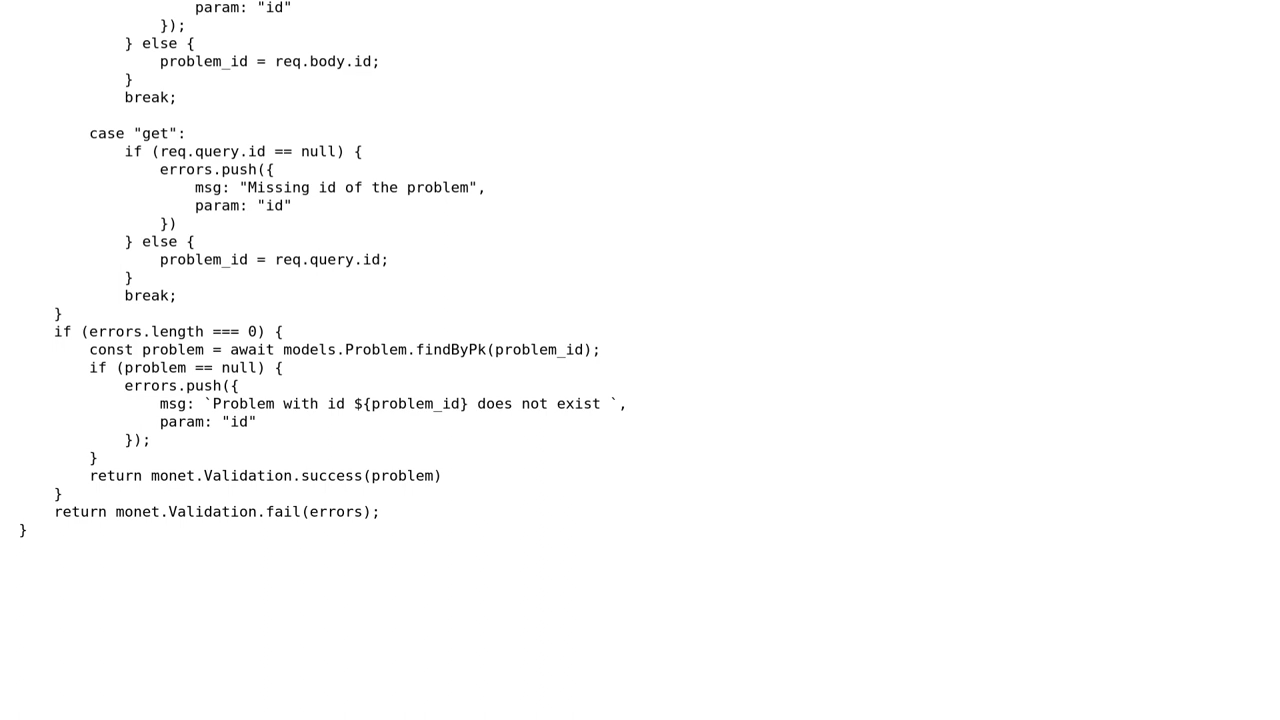 param: "id"
                });
            } else {
                problem_id = req.body.id;
            }
            break;

        case "get":
            if (req.query.id == null) {
                errors.push({
                    msg: "Missing id of the problem",
                    param: "id"
                })
            } else {
                problem_id = req.query.id;
            }
            break;
    }
    if (errors.length === 0) {
        const problem = await models.Problem.findByPk(problem_id);
        if (problem == null) {
            errors.push({
                msg: `Problem with id ${problem_id} does not exist `,
                param: "id"
            });
        }
        return monet.Validation.success(problem)
    }
    return monet.Validation.fail(errors);
}